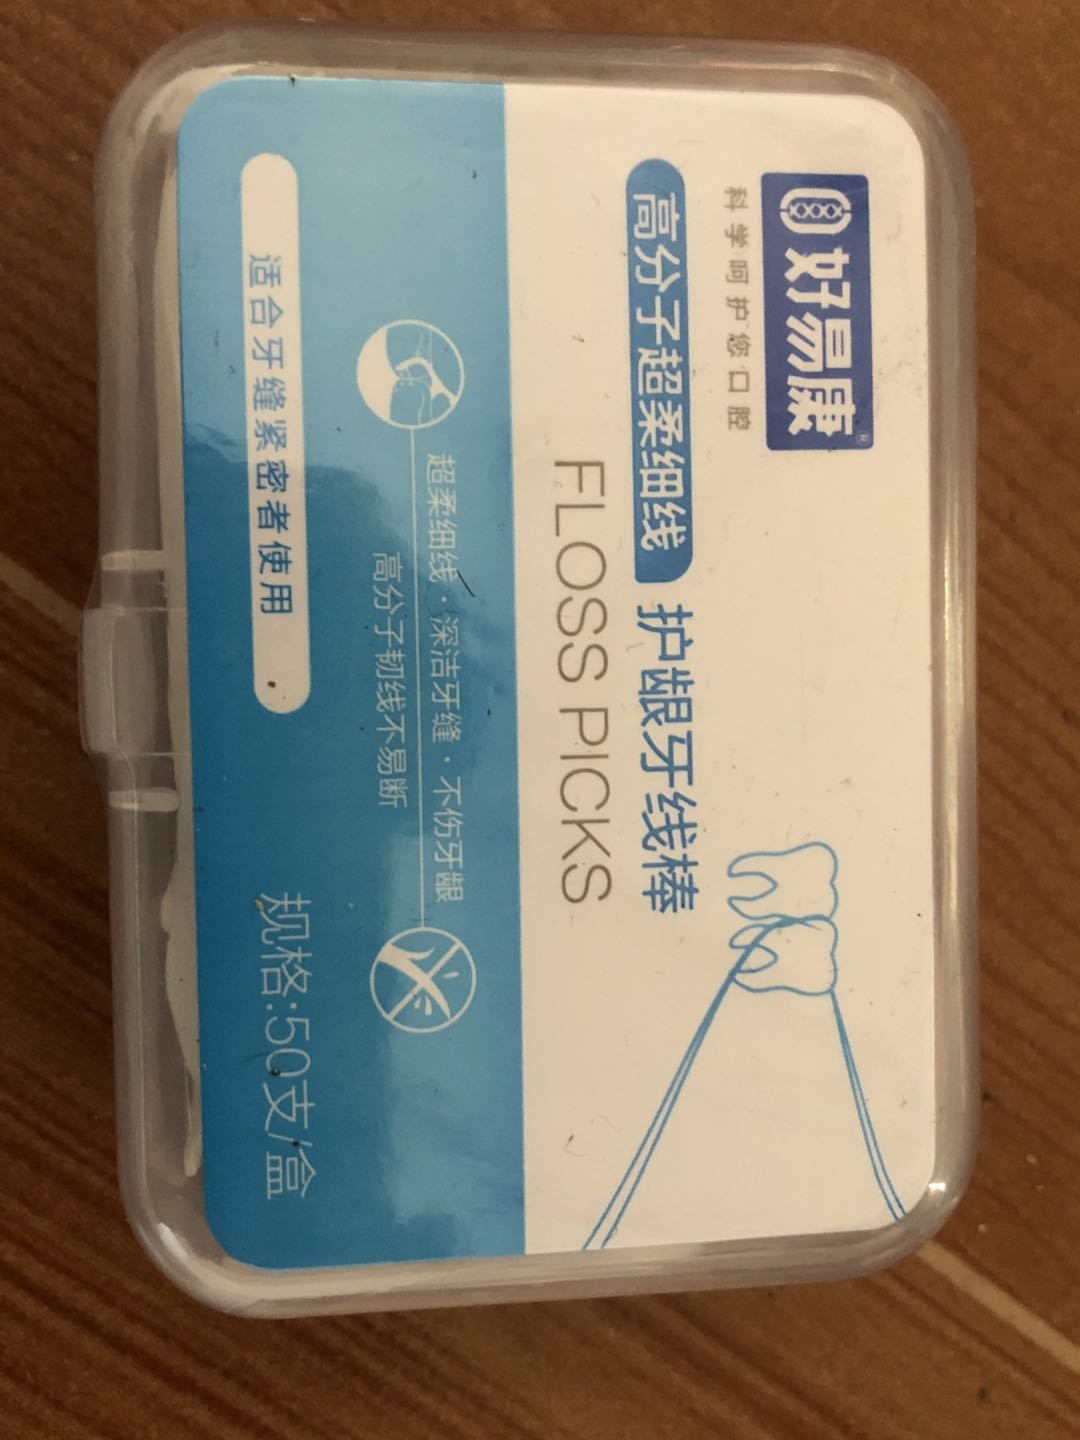 好易康®
科学呵护您口腔
高分子超柔细线 护龈牙线棒
FLOSS PICKS
超柔细线·深洁牙缝·不伤牙龈
高分子韧线不易断
适合牙缝紧密者使用
规格:50支/盒